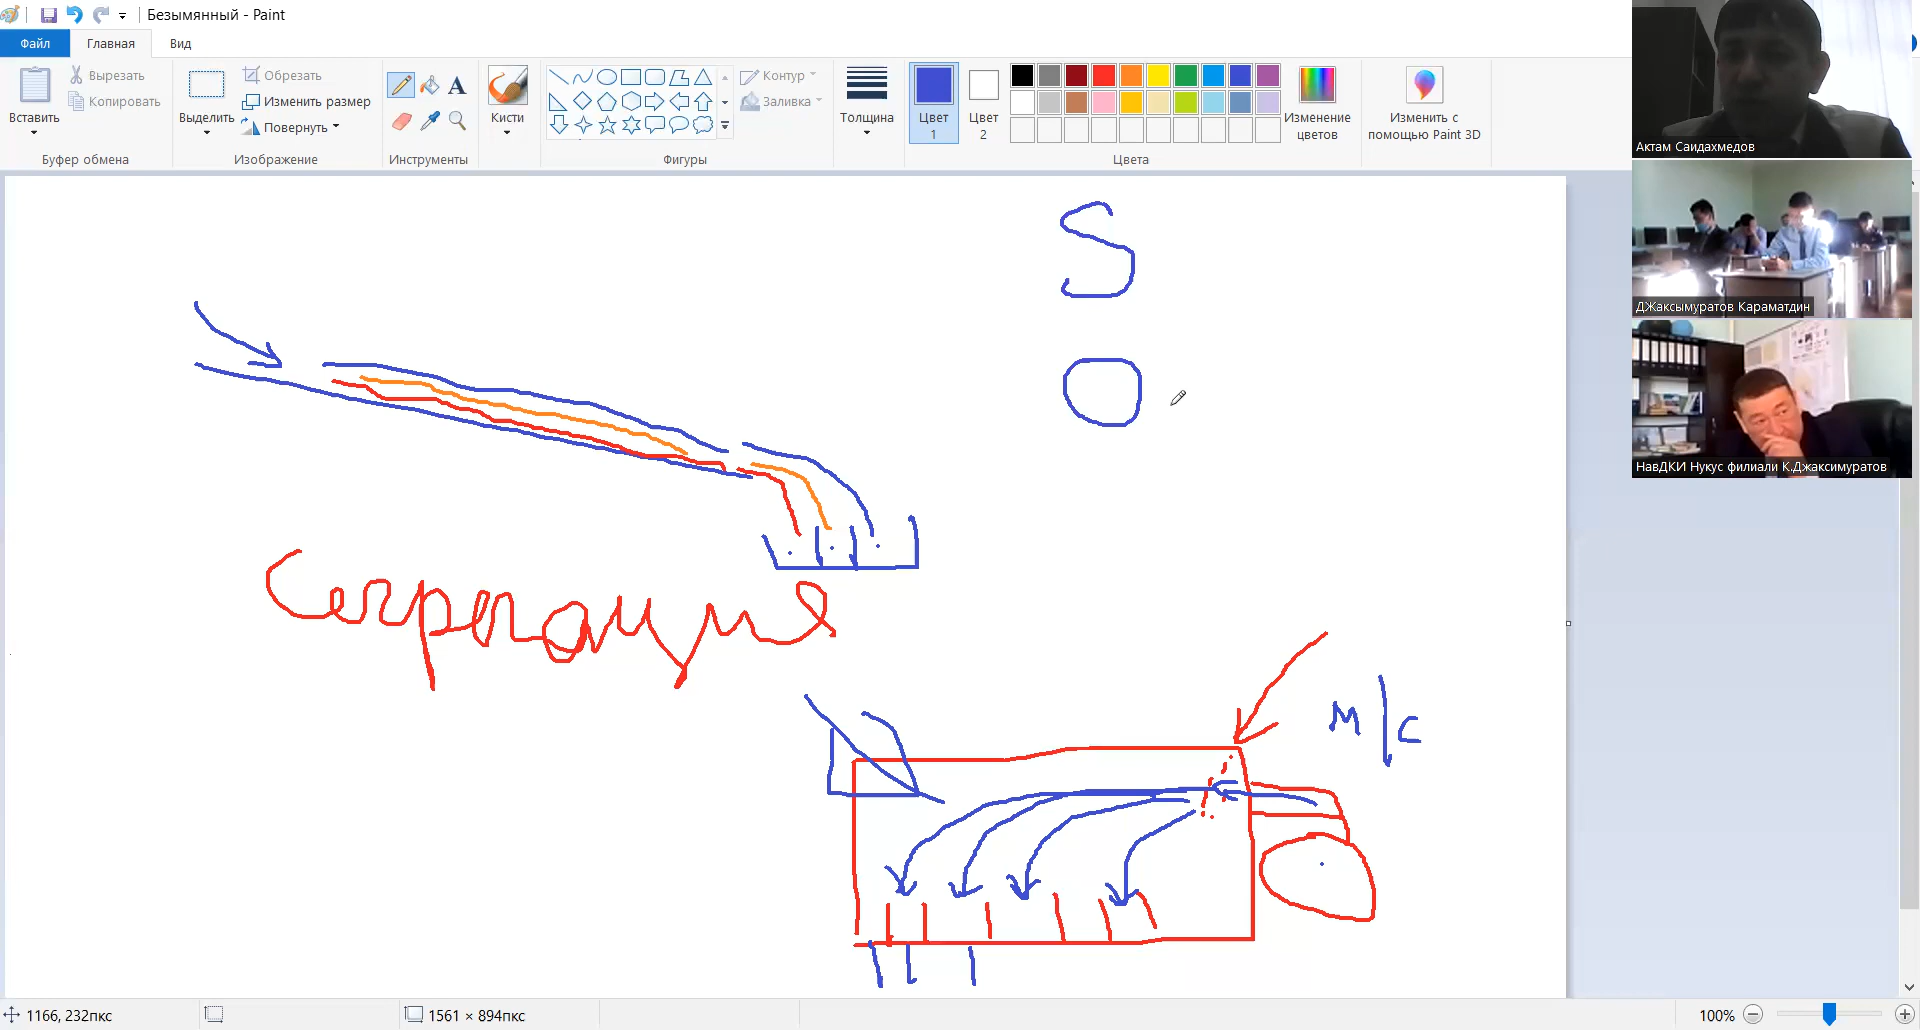 Безымянный - Paint
Файл
Главная
Вид
Вставить
Вырезать
Копировать
Буфер обмена
Выделить
Обрезать
Изменить размер
Повернуть
Изображение
Инструменты
Кисти
Контур
Заливка
Фигуры
Толщина
Цвет 1
Цвет 2
Изменение цветов
Цвета
Изменить с помощью Paint 3D
Актам Саидахмедов
ДЖаксымуратов Караматдин
НавДКИ Нукус филиали К.Джаксимуратов
S
O
Сегрегация
м/с
1166, 232пкс
1561 × 894пкс
100%